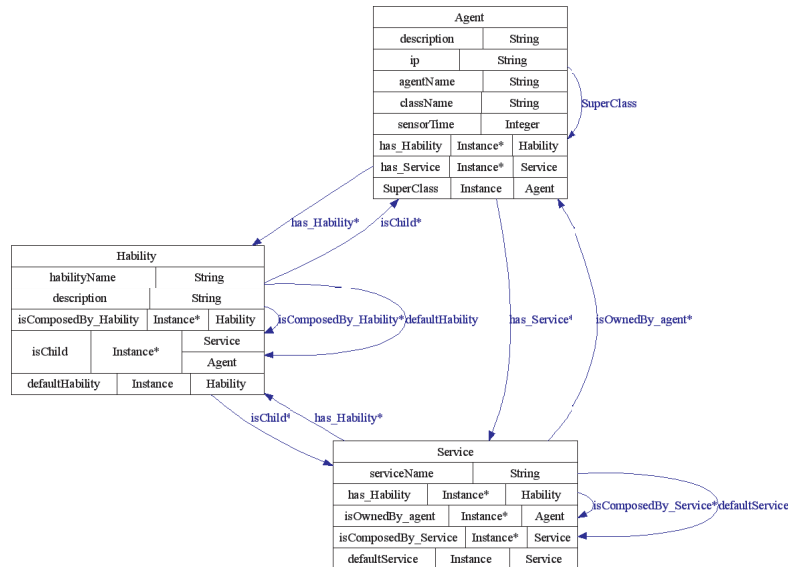 Agent
description String
ip String
agentName String
className String
sensorTime Integer
has_Hability Instance* Hability
has_Service Instance* Service
SuperClass Instance Agent
SuperClass
has_Hability*
isChild*
Hability
habilityName String
description String
isComposedBy_Hability Instance* Hability
isChild Instance* Service
Agent
defaultHability Instance Hability
isComposedBy_Hability*
defaultHability
has_Service*
isOwnedBy_agent*
isChild*
has_Hability*
Service
serviceName String
has_Hability Instance* Hability
isOwnedBy_agent Instance* Agent
isComposedBy_Service Instance* Service
defaultService Instance Service
isComposedBy_Service*
defaultService